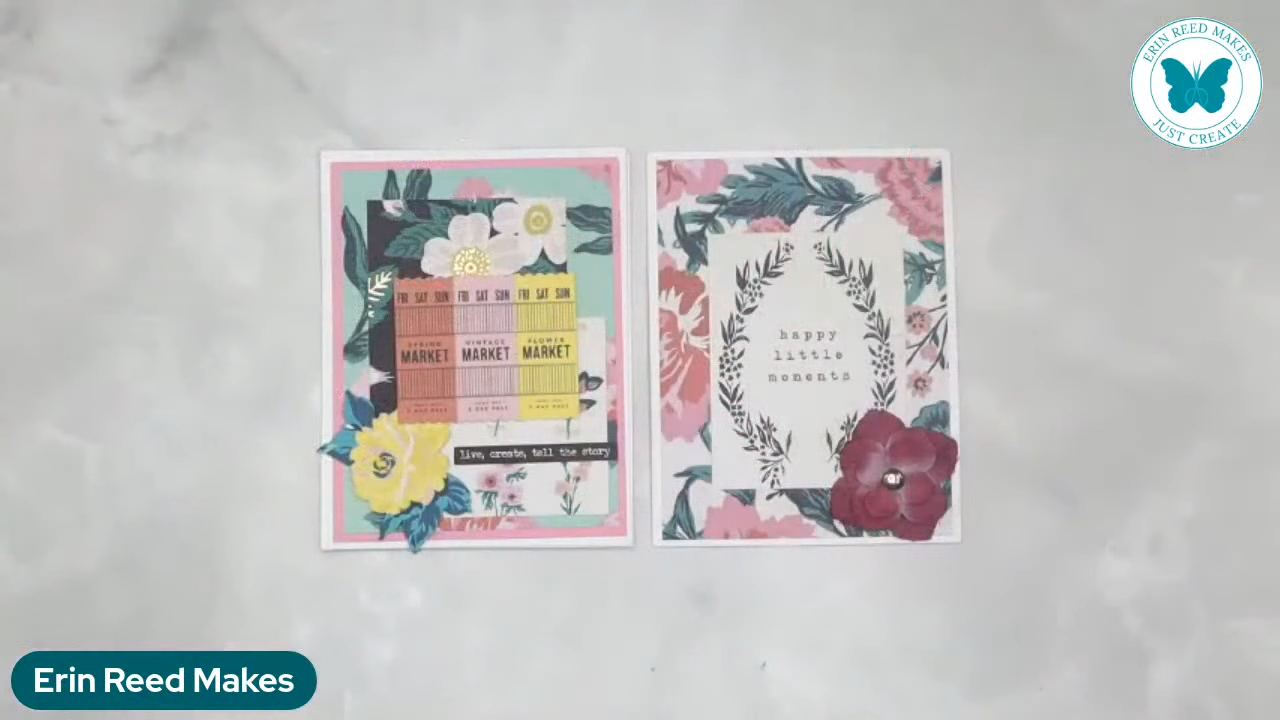 ERIN REED MAKES
JUST CREATE
FRI SAT SUN FRI SAT SUN FRI SAT SUN
SPRING VINTAGE FLOWER
MARKET MARKET MARKET
live, create, tell the story
happy
little
moments
Erin Reed Makes